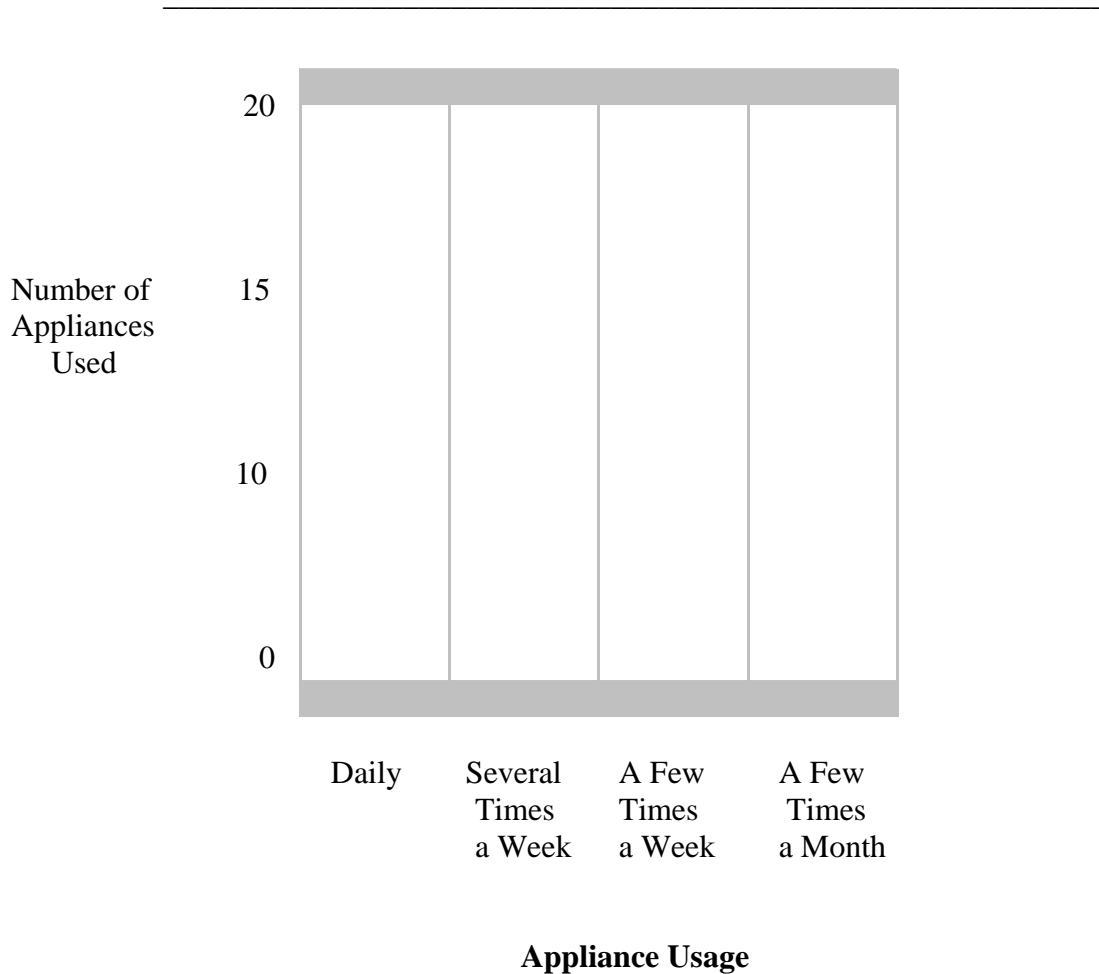 20
Number of
Appliances
Used
15
10
0
Daily
Several
Times
a Week
A Few
Times
a Week
A Few
Times
a Month
Appliance Usage